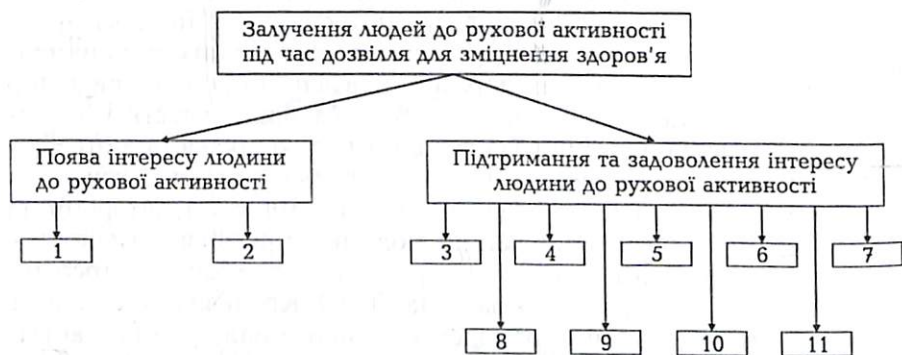 Залучення людей до рухової активності
під час дозвілля для зміцнення здоров'я
Поява інтересу людини
до рухової активності
Підтримання та задоволення інтересу
людини до рухової активності
1
2
3
4
5
6
7
8
9
10
11